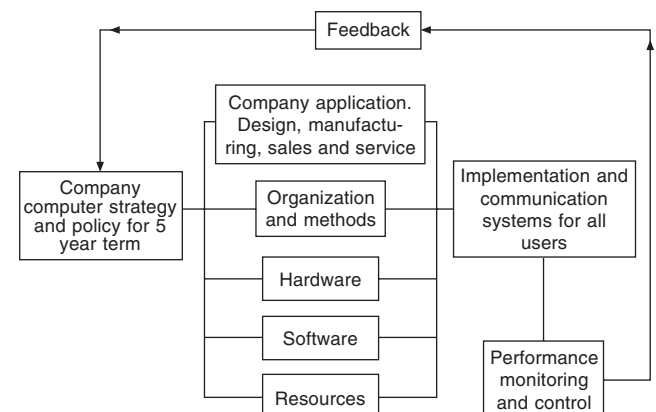 Feedback
Company application.
Design, manufactu-
ring, sales and service
Company
computer strategy
and policy for 5
year term
Organization
and methods
Implementation and
communication
systems for all
users
Hardware
Software
Resources
Performance
monitoring
and control